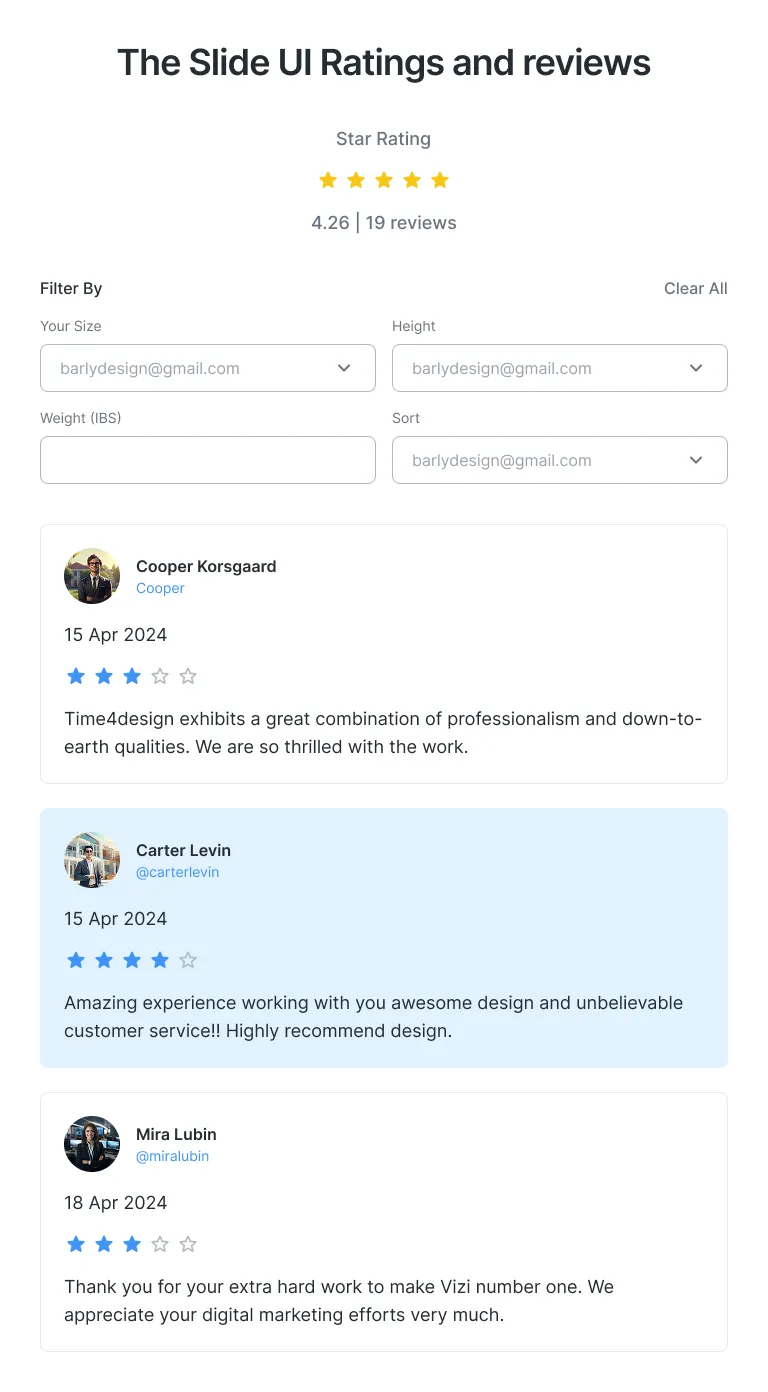 The Slide UI Ratings and reviews
Star Rating
4.26 | 19 reviews
Filter By
Clear All
Your Size
Height
barlydesign@gmail.com
barlydesign@gmail.com
Weight (IBS)
Sort
barlydesign@gmail.com
Cooper Korsgaard
Cooper
15 Apr 2024
Time4design exhibits a great combination of professionalism and down-to-
earth qualities. We are so thrilled with the work.
Carter Levin
@carterlevin
15 Apr 2024
Amazing experience working with you awesome design and unbelievable
customer service!! Highly recommend design.
Mira Lubin
@miralubin
18 Apr 2024
Thank you for your extra hard work to make Vizi number one. We
appreciate your digital marketing efforts very much.